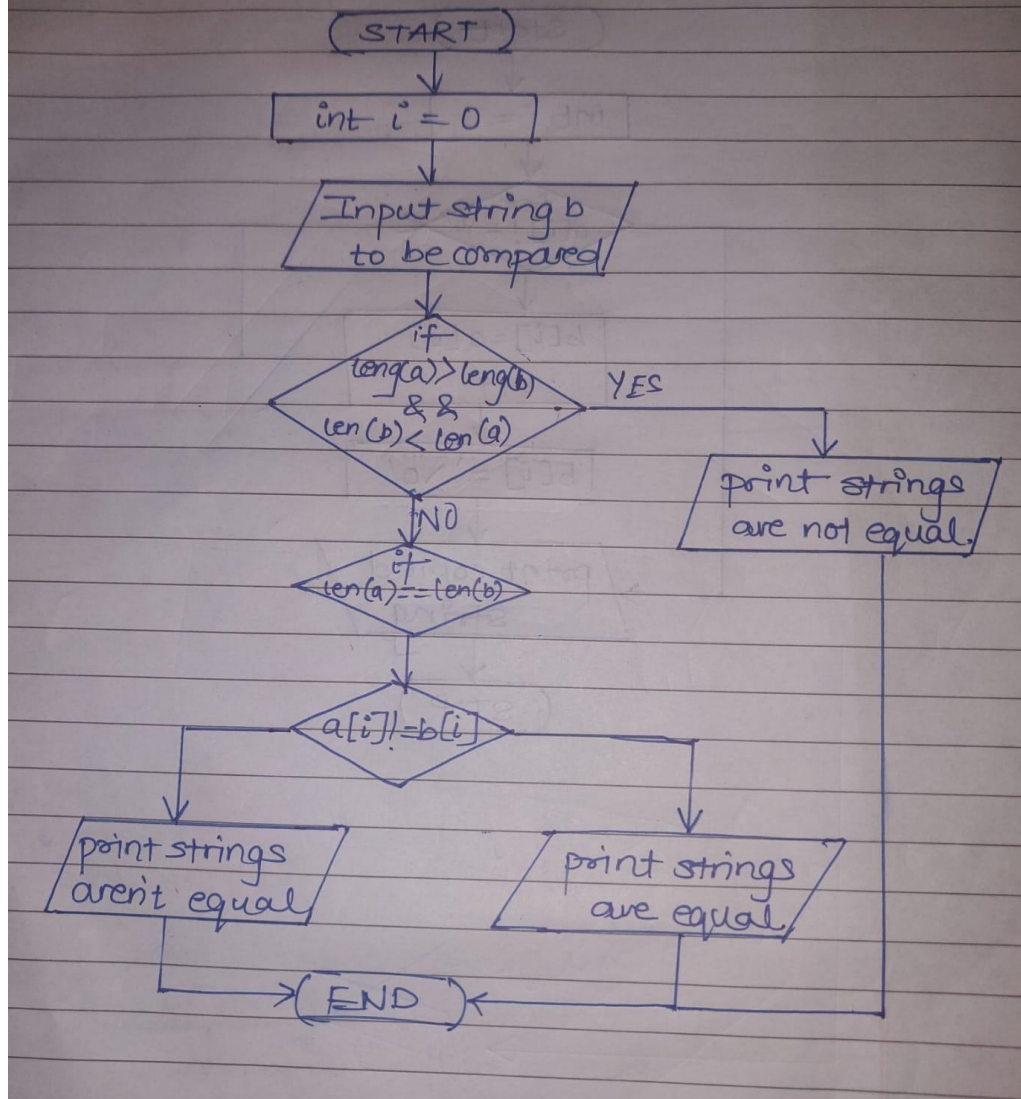 START
int i = 0
Input string b
to be compared
if
leng(a) > leng(b)
&&
len(b) < len(a)
YES
print strings
are not equal.
NO
if
len(a) == len(b)
a[i] != b[i]
print strings
aren't equal
print strings
are equal
END